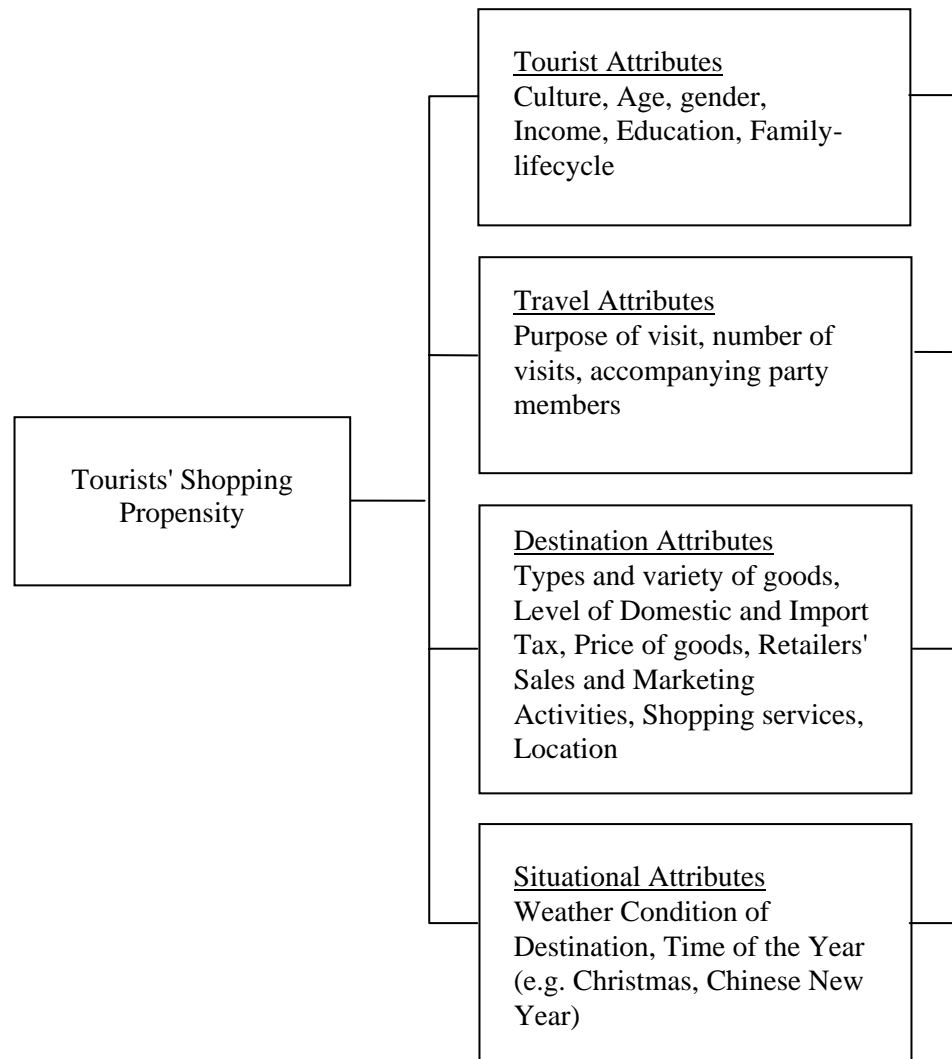 Tourist Attributes
Culture, Age, gender,
Income, Education, Family-
lifecycle
Travel Attributes
Purpose of visit, number of
visits, accompanying party
members
Tourists' Shopping
Propensity
Destination Attributes
Types and variety of goods,
Level of Domestic and Import
Tax, Price of goods, Retailers'
Sales and Marketing
Activities, Shopping services,
Location
Situational Attributes
Weather Condition of
Destination, Time of the Year
(e.g. Christmas, Chinese New
Year)